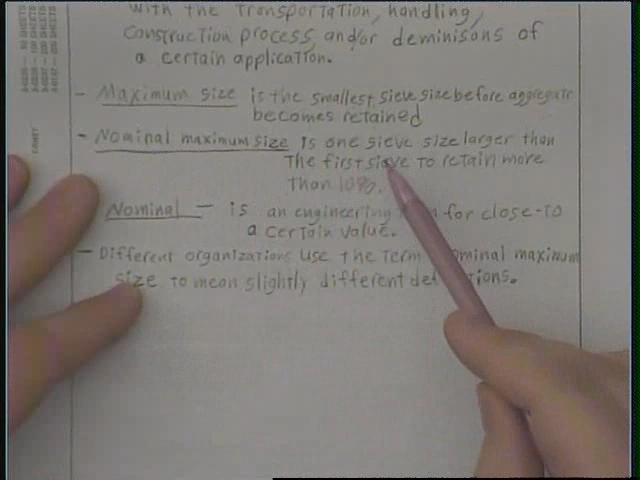 with the transportation, handling,
construction process, and/or deminisons of
a certain application.
- Maximum size is the smallest sieve size before aggregate
becomes retained
- Nominal maximum size is one sieve size larger than
the first sieve to retain more
than 10%.
Nominal - is an engineering for close-to
a certain value.
- Different organizations use the term nominal maximum
size to mean slightly different